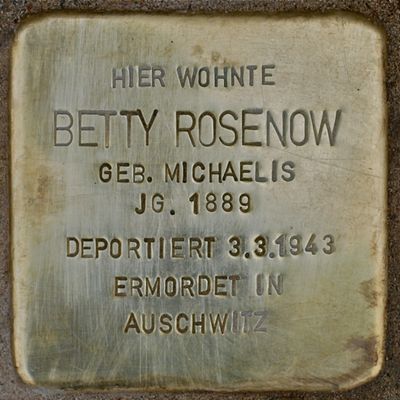 HIER WOHNTE
BETTY ROSENOW
GEB. MICHAELIS
JG. 1889
DEPORTIERT 3.3.1943
ERMORDET IN
AUSCHWITZ